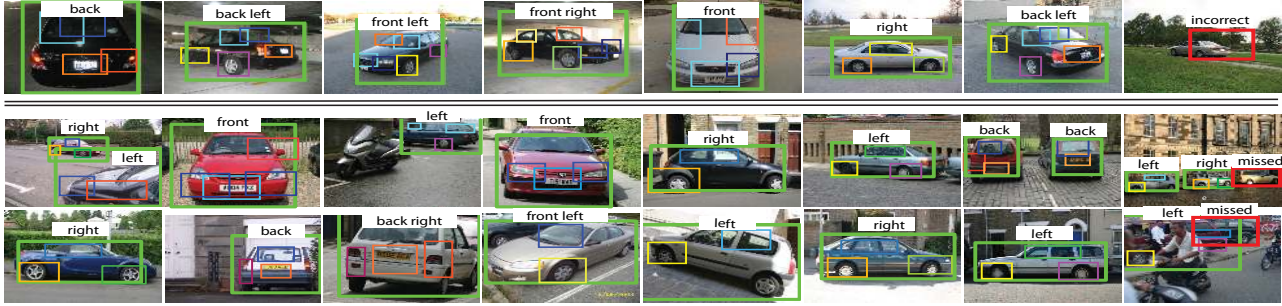 back
back left
front left
front right
front
right
back left
incorrect
right
left
front
left
front
right
left
back
back
left
right
missed
right
back
back right
front left
left
right
left
left
missed